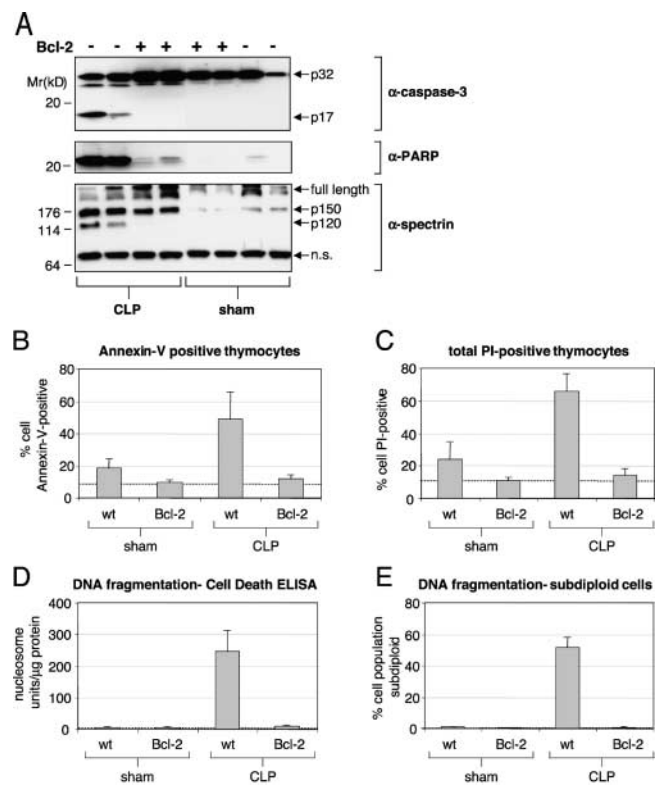 A
Bcl-2 - - + + + + - -
Mr(kD)
20
p32
p17
α-caspase-3
20
α-PARP
full length
176
p150
114
p120
α-spectrin
64
n.s.
CLP sham
B
Annexin-V positive thymocytes
% cell
Annexin-V-positive
80
60
40
20
0
wt Bcl-2 wt Bcl-2
sham CLP
C
total PI-positive thymocytes
% cell PI-positive
80
60
40
20
0
wt Bcl-2 wt Bcl-2
sham CLP
D
DNA fragmentation- Cell Death ELISA
nucleosome
units/µg protein
400
300
200
100
0
wt Bcl-2 wt Bcl-2
sham CLP
E
DNA fragmentation- subdiploid cells
% cell population
subdiploid
80
60
40
20
0
wt Bcl-2 wt Bcl-2
sham CLP